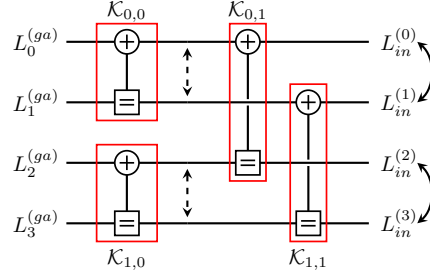 𝒦_{0,0} 𝒦_{0,1}
L_0^{(ga)} + + L_{in}^{(0)}
L_1^{(ga)} = + L_{in}^{(1)}
L_2^{(ga)} + = L_{in}^{(2)}
L_3^{(ga)} = = L_{in}^{(3)}
𝒦_{1,0} 𝒦_{1,1}